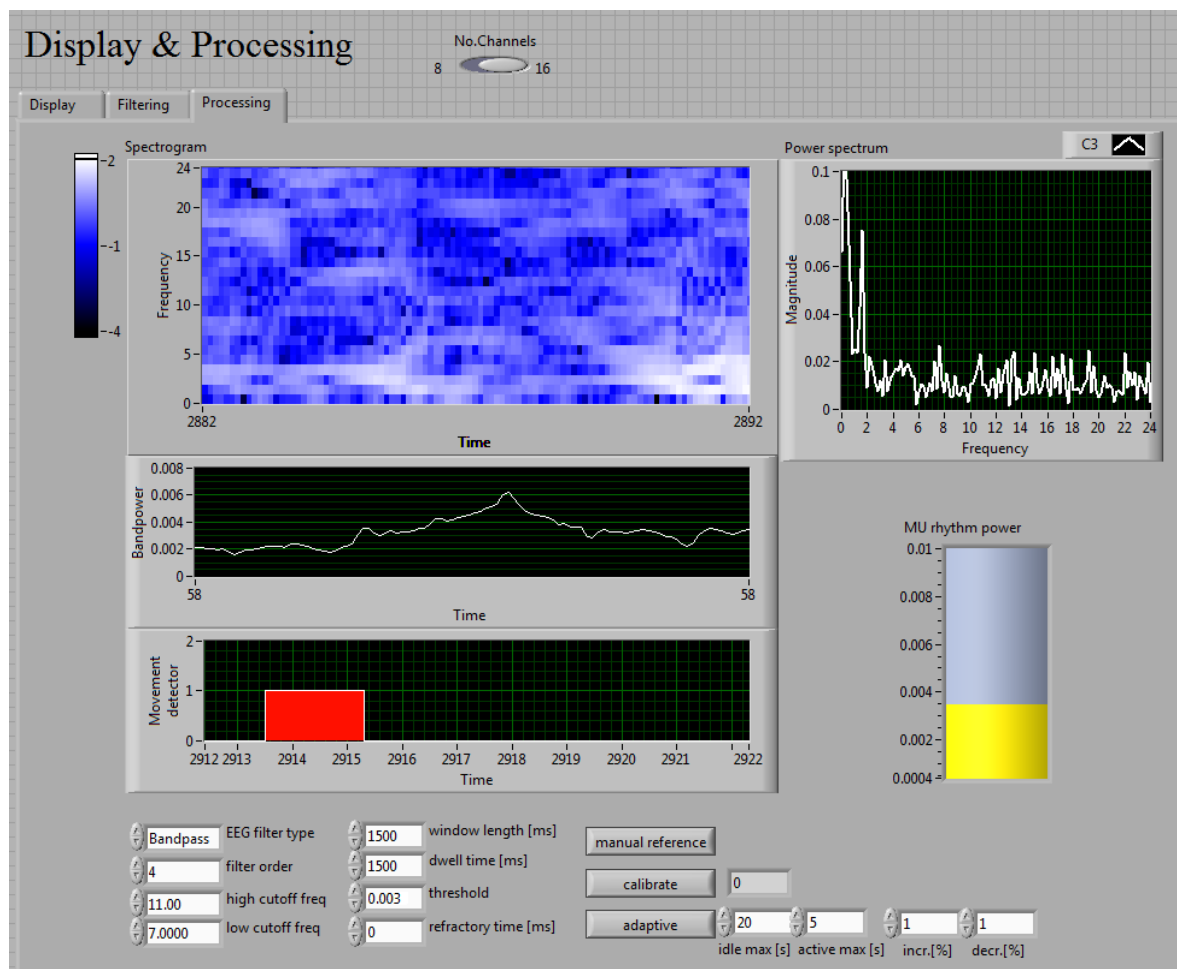 Display & Processing
No.Channels
8 16
Display Filtering Processing
Spectrogram
2
-1
-4
Frequency
24
20
15
10
5
0
2882 2892
Time
Power spectrum
C3
Magnitude
0.1
0.08
0.06
0.04
0.02
0
0 2 4 6 8 10 12 14 16 18 20 22 24
Frequency
Bandpower
0.008
0.006
0.004
0.002
0
58 58
Time
Movement
detector
2
1
0
2912 2913 2914 2915 2916 2917 2918 2919 2920 2921 2922
Time
MU rhythm power
0.01
0.008
0.006
0.004
0.002
0.0004
Bandpass EEG filter type
4 filter order
11.00 high cutoff freq
7.0000 low cutoff freq
1500 window length [ms]
1500 dwell time [ms]
0.003 threshold
0 refractory time [ms]
manual reference
calibrate 0
adaptive 20 5 1 1
idle max [s] active max [s] incr.[%] decr.[%]